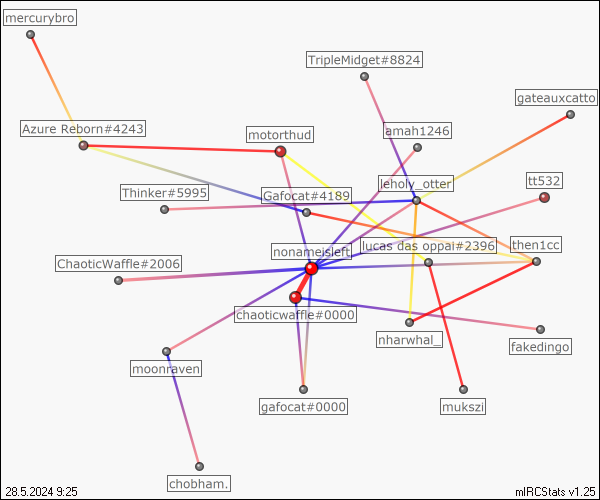 mercurybro
TripleMidget#8824
gateauxcatto
Azure Reborn#4243
motorthud
amah1246
leholy_otter
tt532
Thinker#5995
Gafocat#4189
nonameisleft
lucas das oppai#2396
then1cc
ChaoticWaffle#2006
chaoticwaffle#0000
nharwhal_
fakedingo
moonraven
gafocat#0000
mukszi
chobham.
28.5.2024 9:25
mIRCStats v1.25